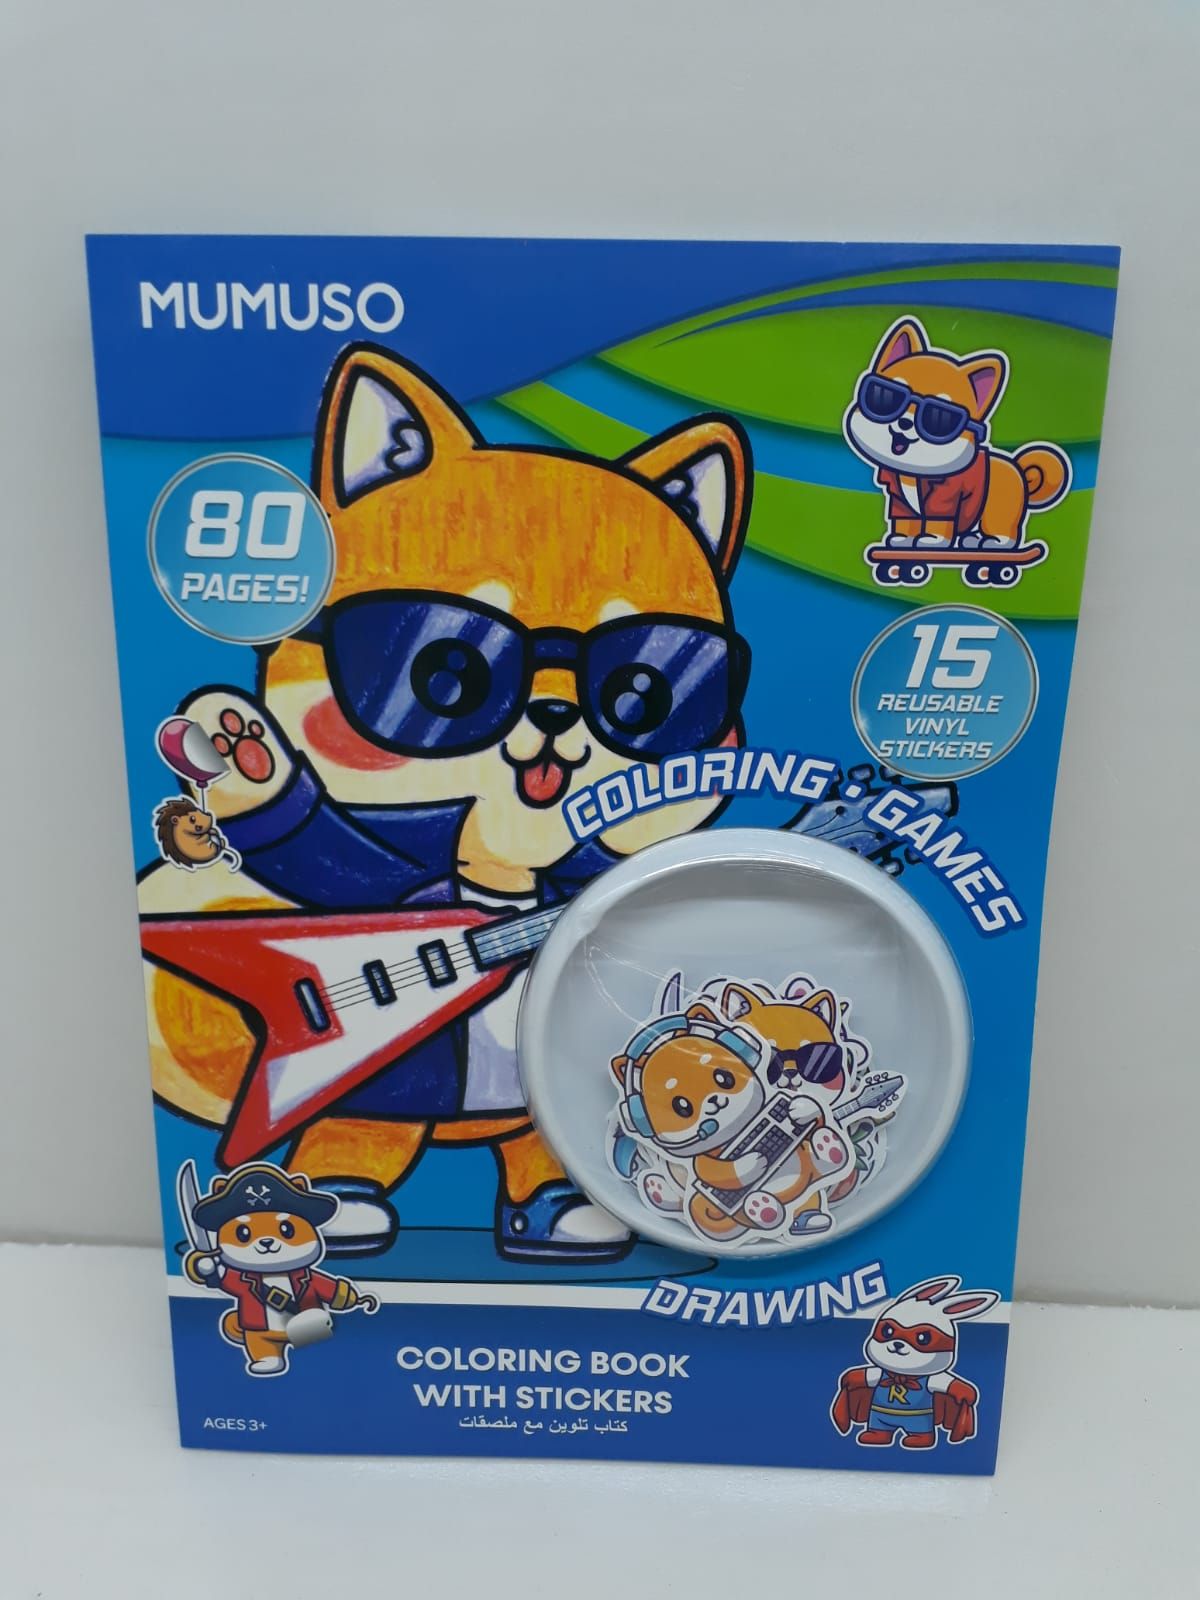 MUMUSO
80
PAGES!
15
REUSABLE
VINYL
STICKERS
COLORING • GAMES
DRAWING
R
COLORING BOOK
WITH STICKERS
كتاب تلوين مع ملصقات
AGES 3+